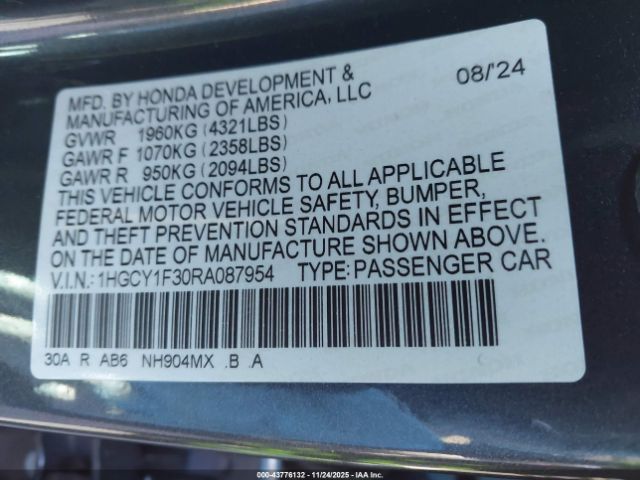 MFD. BY HONDA DEVELOPMENT & 08/'24
MANUFACTURING OF AMERICA, LLC
GVWR 1960KG (4321LBS)
GAWR F 1070KG (2358LBS)
GAWR R 950KG (2094LBS)
THIS VEHICLE CONFORMS TO ALL APPLICABLE
FEDERAL MOTOR VEHICLE SAFETY, BUMPER,
AND THEFT PREVENTION STANDARDS IN EFFECT
ON THE DATE OF MANUFACTURE SHOWN ABOVE.
V.I.N.: 1HGCY1F30RA087954 TYPE: PASSENGER CAR
30A R AB6 NH904MX .B .A
000-43776132 - 11/24/2025 - IAA Inc.